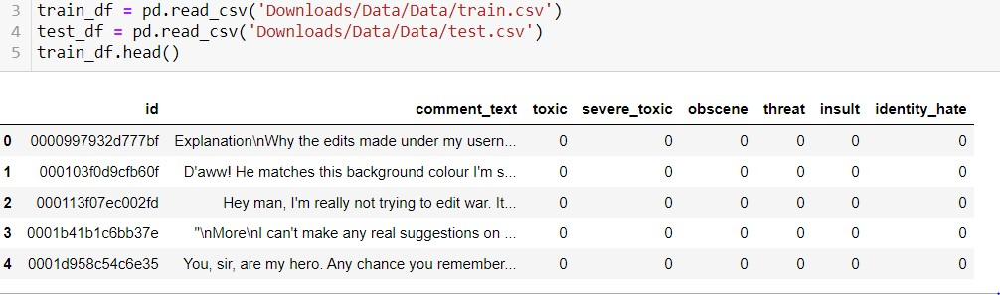 3 train_df = pd.read_csv('Downloads/Data/Data/train.csv')
4 test_df = pd.read_csv('Downloads/Data/Data/test.csv')
5 train_df.head()
id comment_text toxic severe_toxic obscene threat insult identity_hate
0 0000997932d777bf Explanation\nWhy the edits made under my usern... 0 0 0 0 0 0
1 000103f0d9cfb60f D'aww! He matches this background colour I'm s... 0 0 0 0 0 0
2 000113f07ec002fd Hey man, I'm really not trying to edit war. It... 0 0 0 0 0 0
3 0001b41b1c6bb37e "\nMore\nI can't make any real suggestions on ... 0 0 0 0 0 0
4 0001d958c54c6e35 You, sir, are my hero. Any chance you remember... 0 0 0 0 0 0